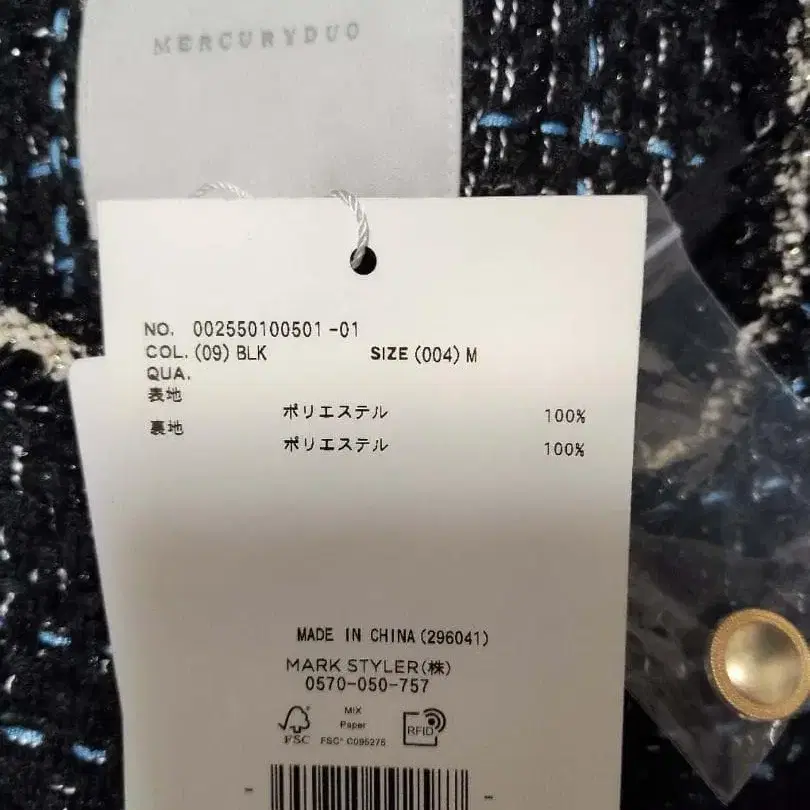 MERCURYDUO
NO. 002550100501-01
COL. (09) BLK SIZE (004) M
QUA.
表地 ポリエステル 100%
裏地 ポリエステル 100%
MADE IN CHINA (296041)
MARK STYLER (株)
0570-050-757
MIX
Paper
FSC FSC® C095275
RFID